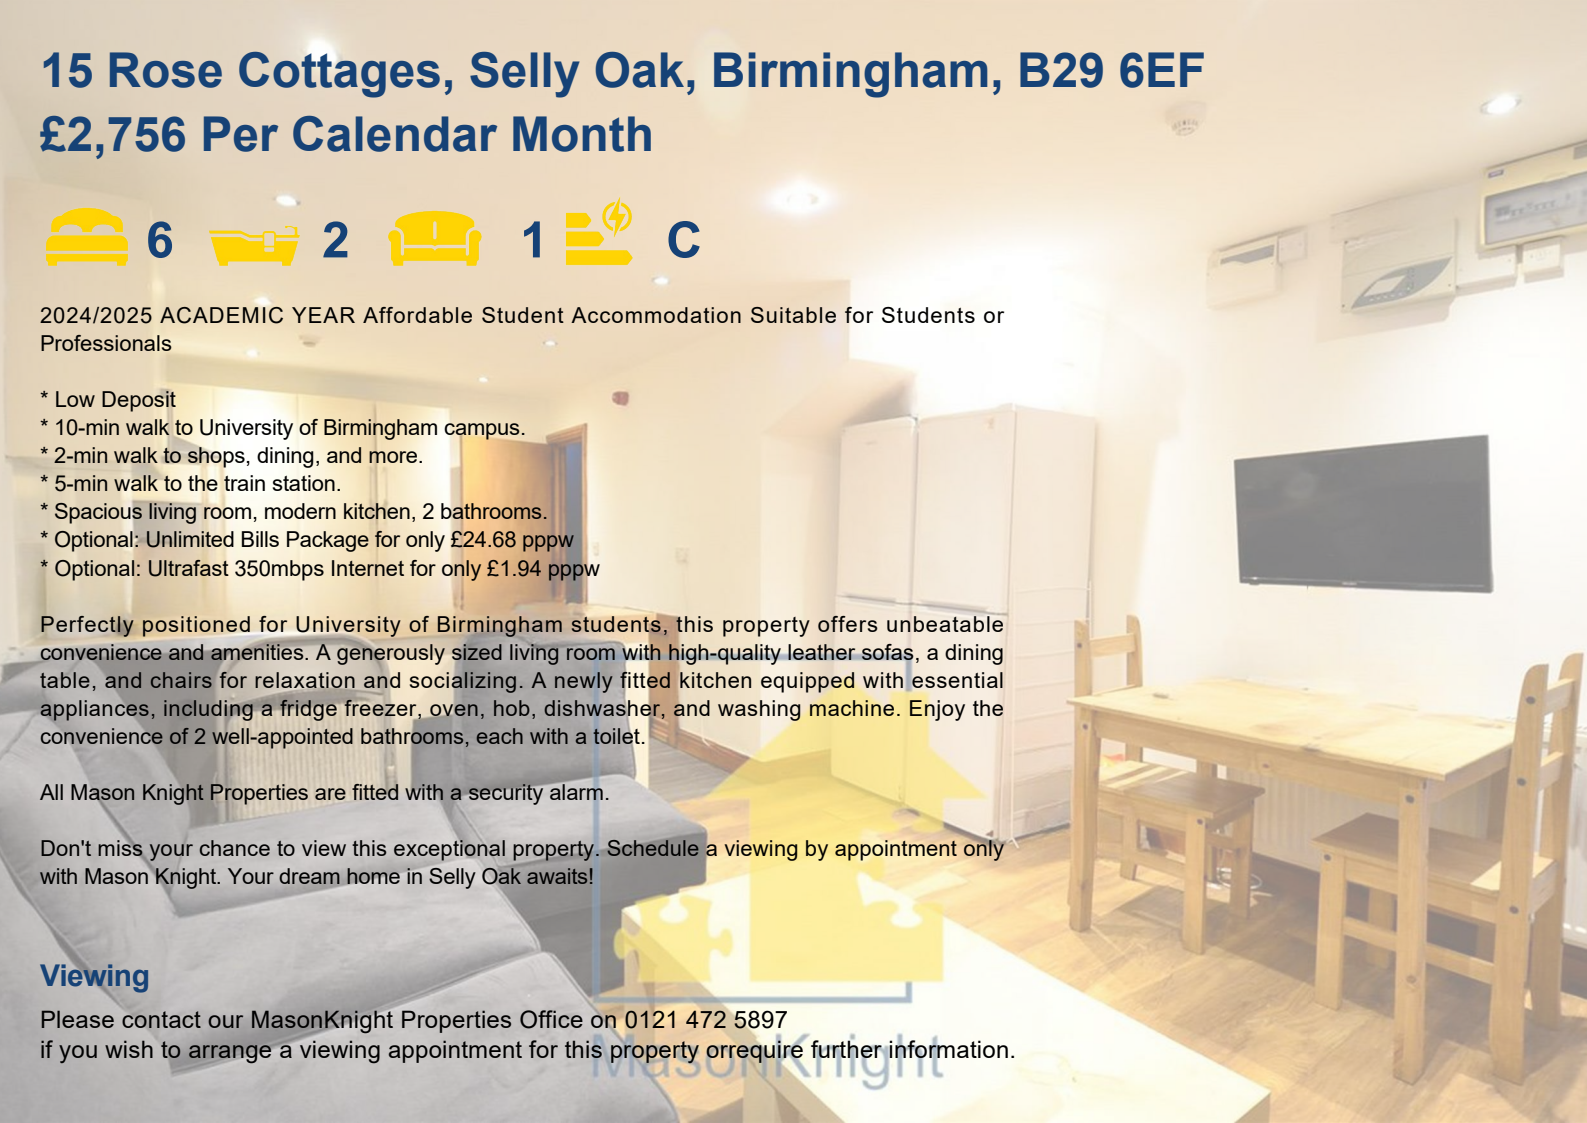 15 Rose Cottages, Selly Oak, Birmingham, B29 6EF
£2,756 Per Calendar Month
6 2 1 C
2024/2025 ACADEMIC YEAR Affordable Student Accommodation Suitable for Students or
Professionals
* Low Deposit
* 10-min walk to University of Birmingham campus.
* 2-min walk to shops, dining, and more.
* 5-min walk to the train station.
* Spacious living room, modern kitchen, 2 bathrooms.
* Optional: Unlimited Bills Package for only £24.68 pppw
* Optional: Ultrafast 350mbps Internet for only £1.94 pppw
Perfectly positioned for University of Birmingham students, this property offers unbeatable
convenience and amenities. A generously sized living room with high-quality leather sofas, a dining
table, and chairs for relaxation and socializing. A newly fitted kitchen equipped with essential
appliances, including a fridge freezer, oven, hob, dishwasher, and washing machine. Enjoy the
convenience of 2 well-appointed bathrooms, each with a toilet.
All Mason Knight Properties are fitted with a security alarm.
Don't miss your chance to view this exceptional property. Schedule a viewing by appointment only
with Mason Knight. Your dream home in Selly Oak awaits!
Viewing
Please contact our MasonKnight Properties Office on 0121 472 5897
if you wish to arrange a viewing appointment for this property orrequire further information.
MasonKnight